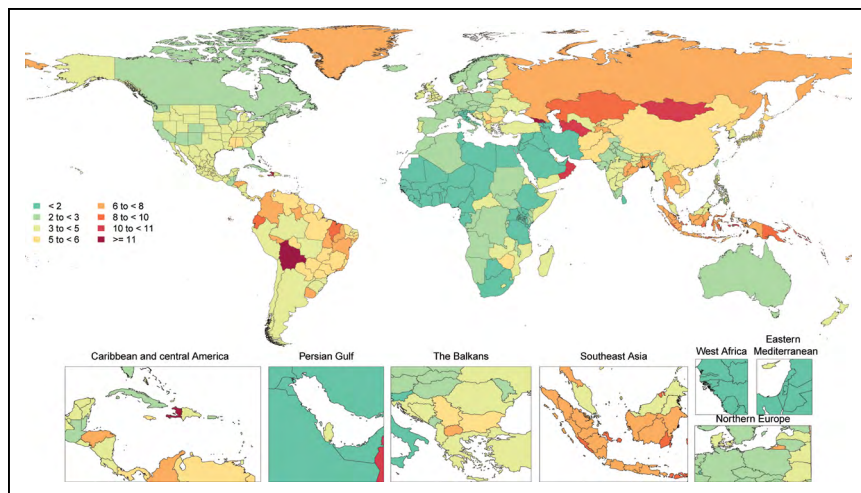 < 2
2 to < 3
3 to < 5
5 to < 6
6 to < 8
8 to < 10
10 to < 11
>= 11
Caribbean and central America
Persian Gulf
The Balkans
Southeast Asia
West Africa
Eastern
Mediterranean
Northern Europe